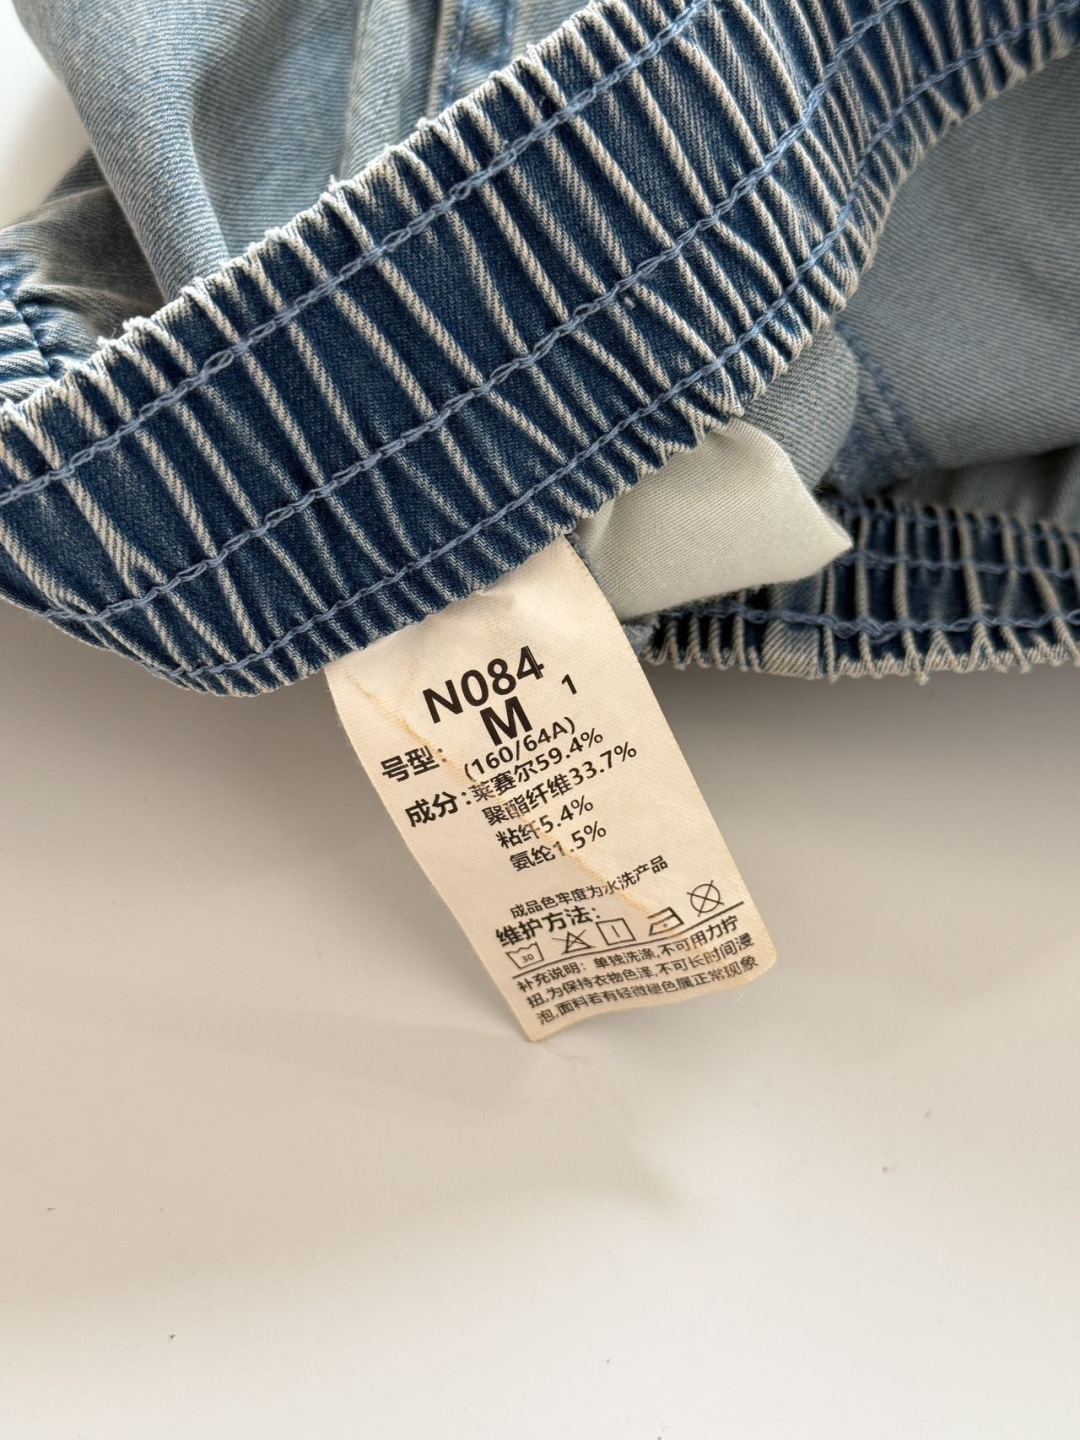 N084
M 1
号型: (160/64A)
成分:莱赛尔59.4%
聚酯纤维33.7%
粘纤5.4%
氨纶1.5%
成品色牢度为水洗产品
维护方法:
30
补充说明: 单独洗涤,不可用力拧
扭,为保持衣物色泽,不可长时间浸
泡,面料若有轻微褪色属正常现象